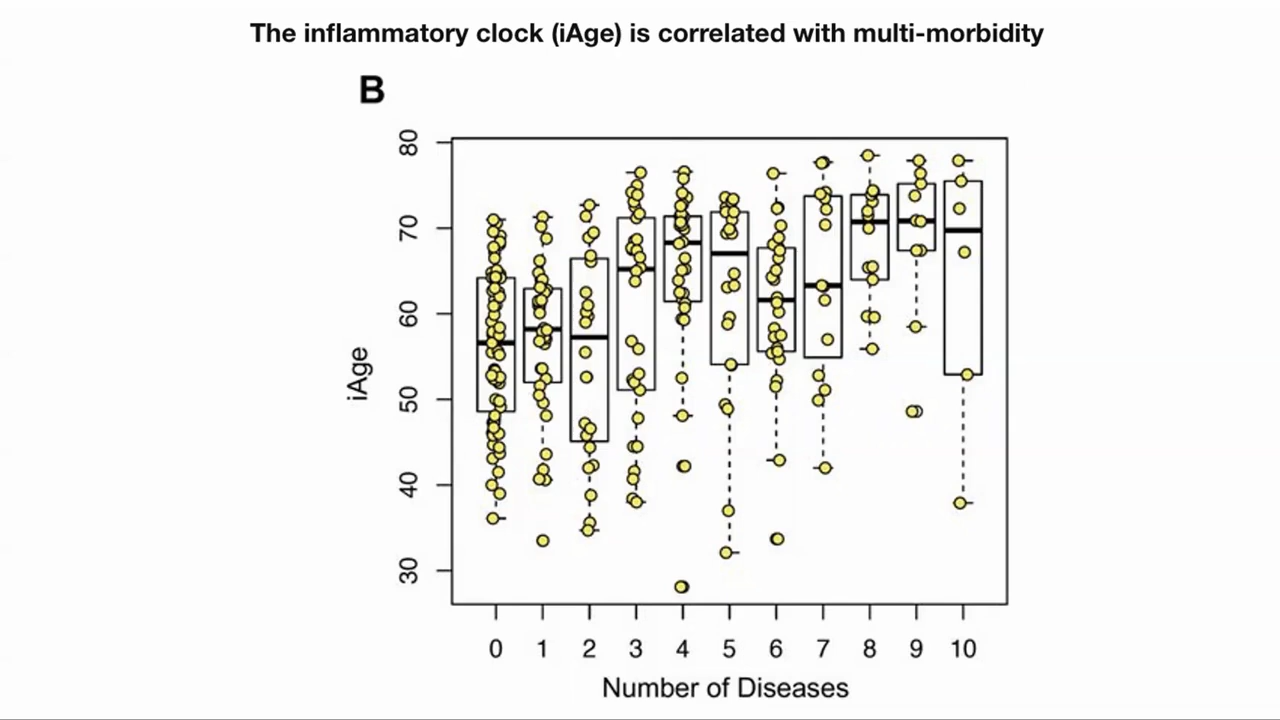 The inflammatory clock (iAge) is correlated with multi-morbidity
B
80
70
60
50
40
30
iAge
0 1 2 3 4 5 6 7 8 9 10
Number of Diseases